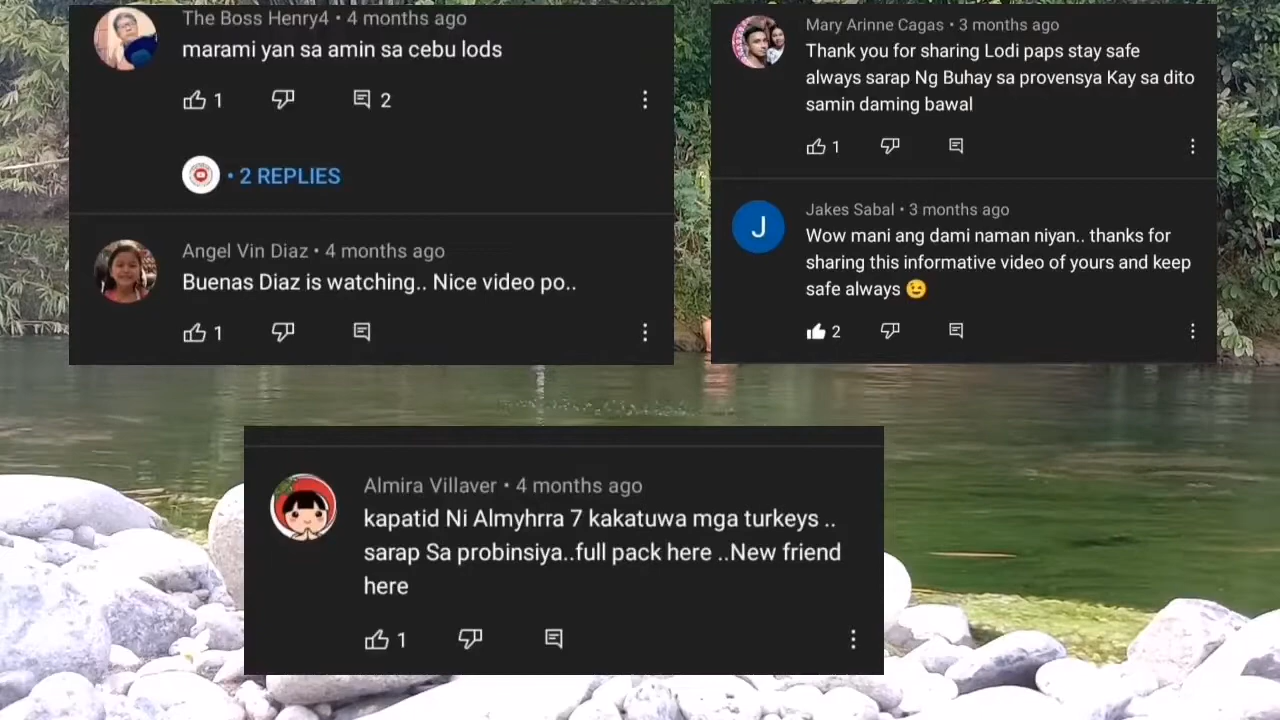 The Boss Henry4 • 4 months ago
marami yan sa amin sa cebu lods
1
2
• 2 REPLIES
Angel Vin Diaz • 4 months ago
Buenas Diaz is watching.. Nice video po..
1
Mary Arinne Cagas • 3 months ago
Thank you for sharing Lodi paps stay safe
always sarap Ng Buhay sa provensya Kay sa dito
samin daming bawal
1
J
Jakes Sabal • 3 months ago
Wow mani ang dami naman niyan.. thanks for
sharing this informative video of yours and keep
safe always 😉
2
Almira Villaver • 4 months ago
kapatid Ni Almyhrra 7 kakatuwa mga turkeys ..
sarap Sa probinsiya..full pack here ..New friend
here
1